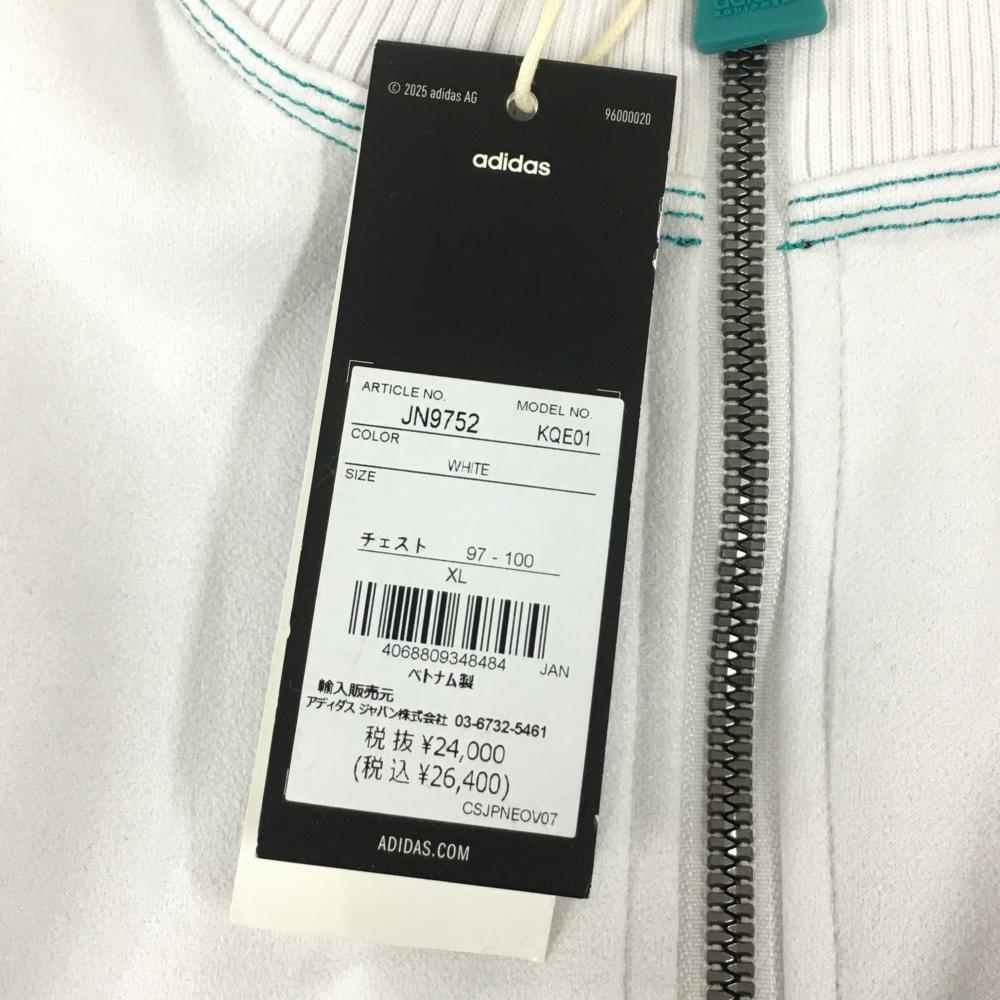 EQUIPMENT
© 2025 adidas AG
96000020
adidas
ARTICLE NO.
MODEL NO.
JN9752
KQE01
COLOR
WHITE
SIZE
チェスト 97 - 100
XL
4068809348484 JAN
ベトナム製
輸入販売元
アディダス ジャパン株式会社 03-6732-5461
税抜 ¥24,000
(税込 ¥26,400)
CSJPNEOV07
ADIDAS.COM